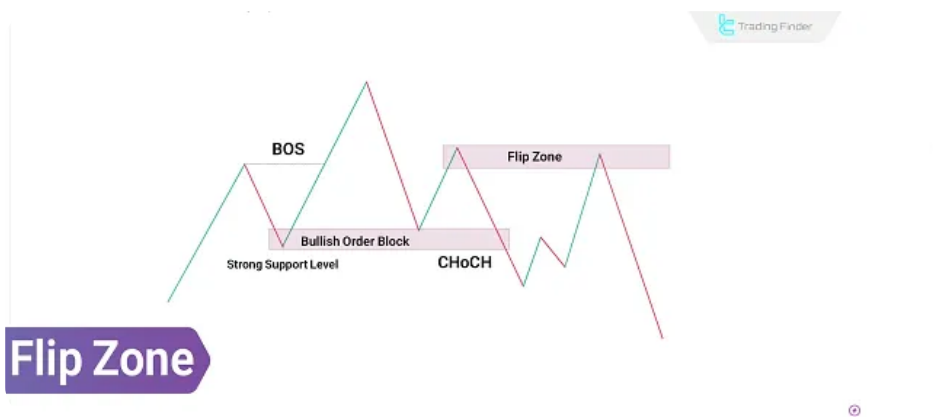 Trading Finder
BOS
Flip Zone
Bullish Order Block
Strong Support Level
CHoCH
Flip Zone